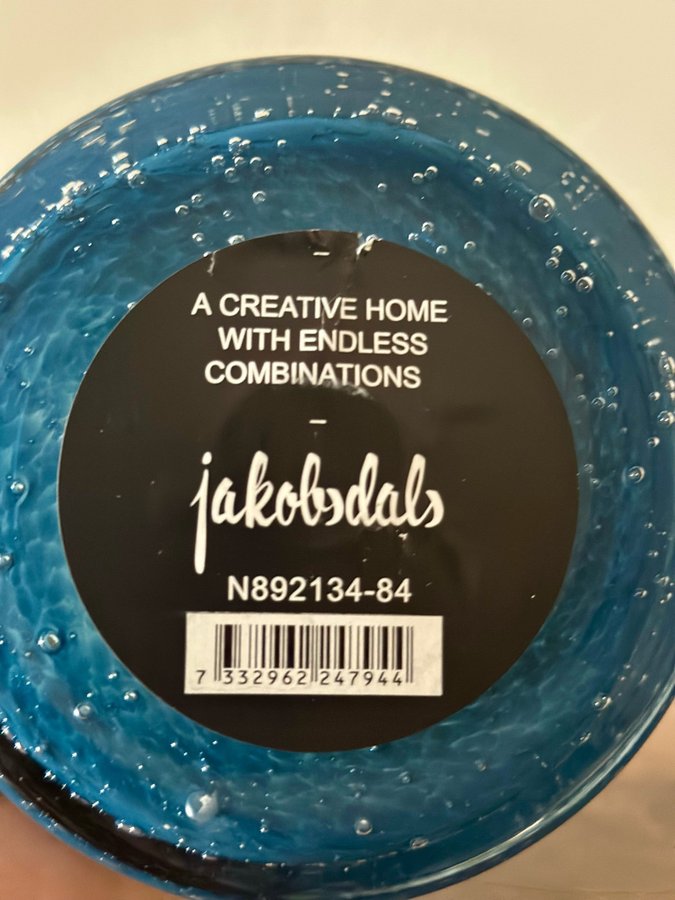 -
A CREATIVE HOME
WITH ENDLESS
COMBINATIONS
-
jakobsdals
N892134-84
7 332962 247944